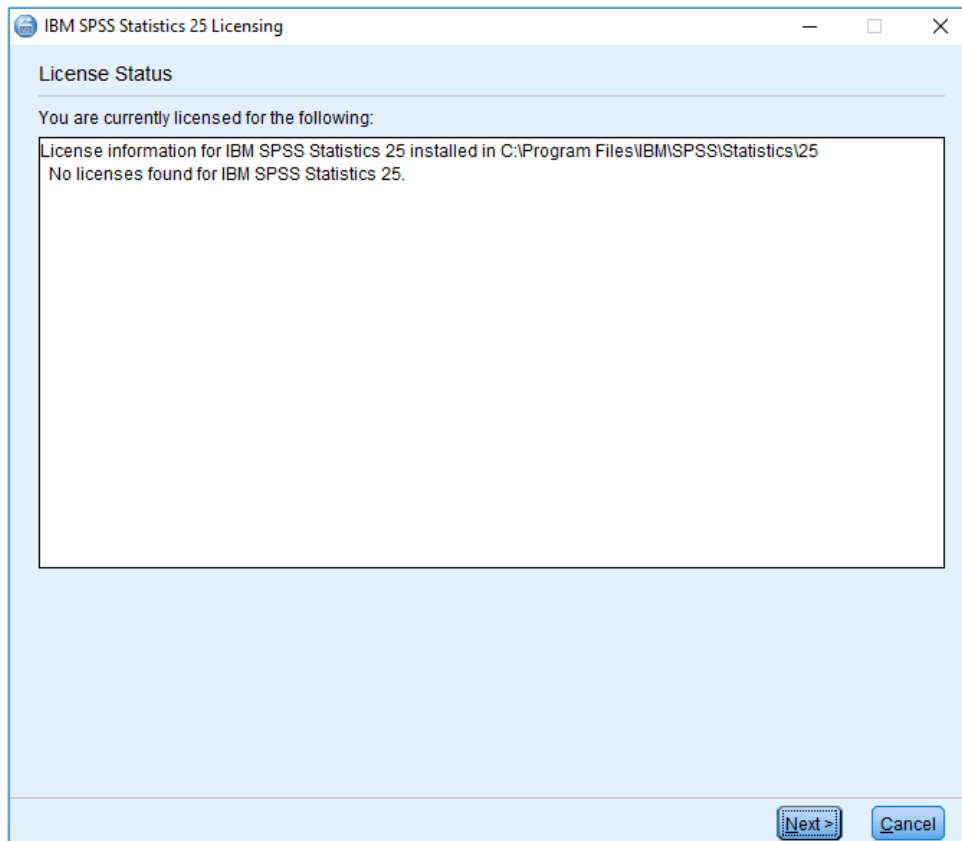 IBM SPSS Statistics 25 Licensing
License Status
You are currently licensed for the following:
License information for IBM SPSS Statistics 25 installed in C:\Program Files\IBM\SPSS\Statistics\25
No licenses found for IBM SPSS Statistics 25.
Next >
Cancel